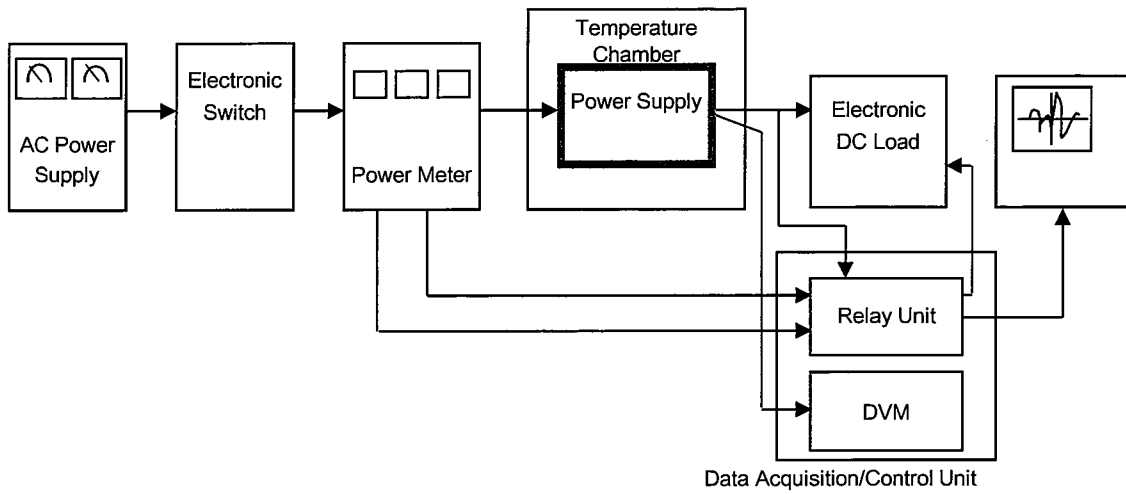 Temperature
Chamber
Electronic
Switch
Power Supply
Electronic
DC Load
AC Power
Supply
Power Meter
Relay Unit
DVM
Data Acquisition/Control Unit